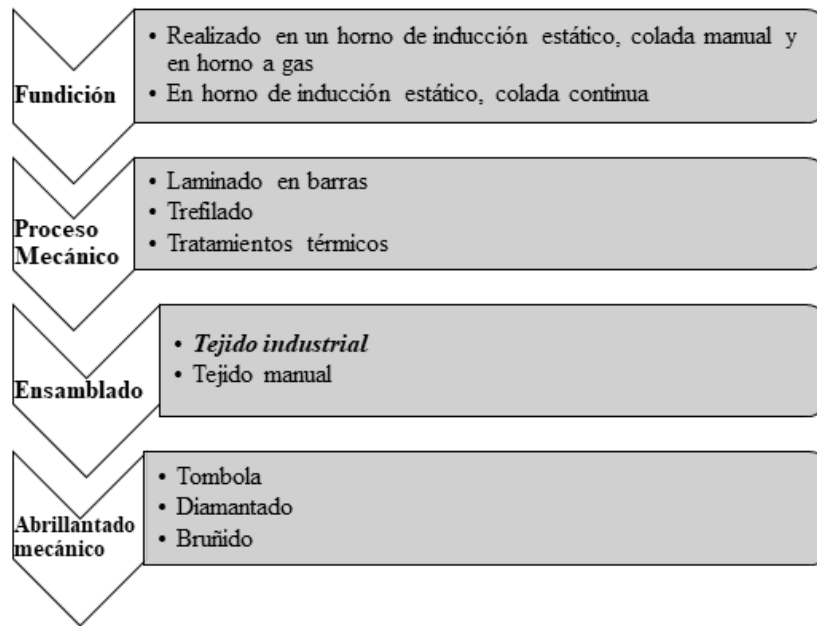 Fundición
• Realizado en un horno de inducción estático, colada manual y
en horno a gas
• En horno de inducción estático, colada continua
Proceso
Mecánico
• Laminado en barras
• Trefilado
• Tratamientos térmicos
Ensamblado
• Tejido industrial
• Tejido manual
Abrillantado
mecánico
• Tombola
• Diamantado
• Bruñido